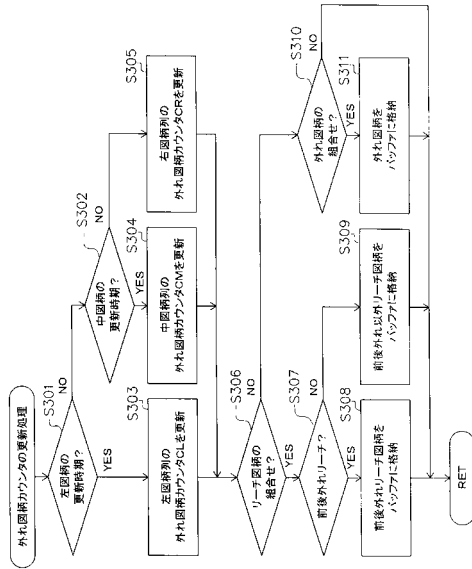 外れ図柄カウンタの更新処理
S301
左図柄の
更新時期?
NO
YES
S302
中図柄の
更新時期?
NO
YES
S303
左図柄列の
外れ図柄カウンタCLを更新
S304
中図柄列の
外れ図柄カウンタCMを更新
S305
右図柄列の
外れ図柄カウンタCRを更新
S306
リーチ図柄の
組合せ?
NO
YES
S307
前後外れリーチ?
NO
YES
S308
前後外れリーチ図柄を
バッファに格納
S309
前後外れ以外リーチ図柄を
バッファに格納
S310
外れ図柄の
組合せ?
NO
YES
S311
外れ図柄を
バッファに格納
RET